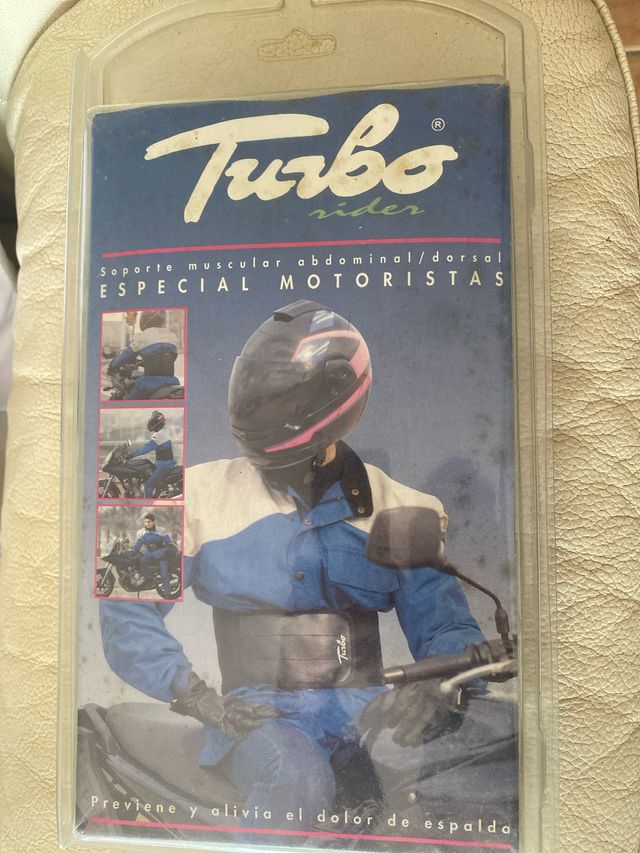 Turbo®
rider
Soporte muscular abdominal/dorsal
ESPECIAL MOTORISTAS
Turbo
Previene y alivia el dolor de espalda